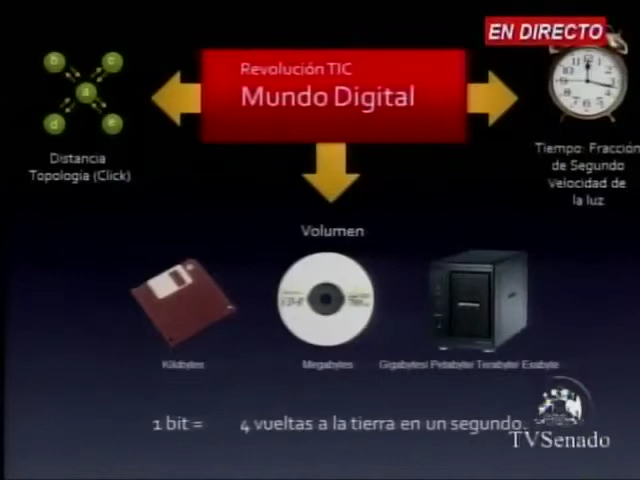 EN DIRECTO
Revolución TIC
Mundo Digital
b
c
a
d
e
Distancia
Topología (Click)
Tiempo: Fracción
de Segundo
Velocidad de
la luz
Volumen
CD-R
Kilobytes
Megabytes
Gigabytes/ Petabyte/ Terabyte/ Exabyte
1 bit = 4 vueltas a la tierra en un segundo.
TVSenado